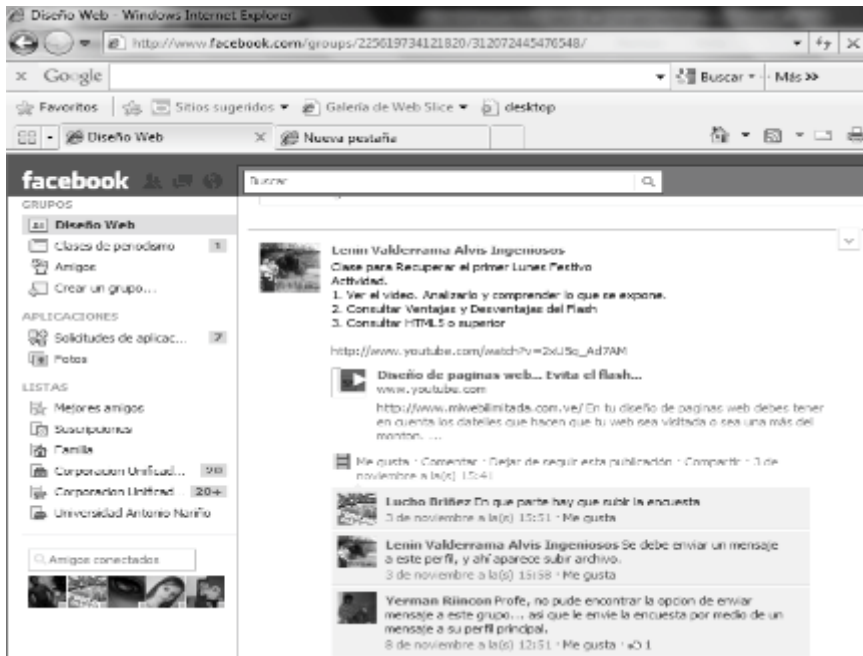 Diseño Web - Windows Internet Explorer
http://www.facebook.com/groups/225619734121820/312072445476548/
x Google
Buscar
Más >>
Favoritos
Sitios sugeridos
Galería de Web Slice
desktop
Diseño Web
Nueva pestaña
facebook
Buscar
GRUPOS
Diseño Web
Clases de periodismo 1
Amigos
Crear un grupo...
APLICACIONES
Solicitudes de aplicac... 7
Fotos
LISTAS
Mejores amigos
Suscripciones
Familia
Corporacion Unificad... 20
Corporacion Unificad... 20+
Universidad Antonio Nariño
Amigos conectados
Lenin Valderrama Alvis Ingeniosos
Clase para Recuperar el primer Lunes Festivo
Actividad.
1. Ver el video. Analizarlo y comprender lo que se expone.
2. Consultar Ventajas y Desventajas del Flash
3. Consultar HTML5 o superior
http://www.youtube.com/watch?v=2xU5q_Ad7AM
Diseño de paginas web... Evita el flash...
www.youtube.com
http://www.miweblimitada.com.ve/ En tu diseño de paginas web debes tener
en cuenta los datelles que hacen que tu web sea visitada o sea una más del
monton. ...
Me gusta · Comentar · Dejar de seguir esta publicación · Compartir · 3 de
noviembre a la(s) 15:41
Lucho Briñez En que parte hay que subir la encuesta
3 de noviembre a la(s) 15:51 · Me gusta
Lenin Valderrama Alvis Ingeniosos Se debe enviar un mensaje
a este perfil, y ahí aparece subir archivo.
3 de noviembre a la(s) 15:58 · Me gusta
Yerman Riincon Profe, no pude encontrar la opcion de enviar
mensaje a este grupo... asi que le envie la encuesta por medio de un
mensaje a su perfil principal.
8 de noviembre a la(s) 12:51 · Me gusta · 1